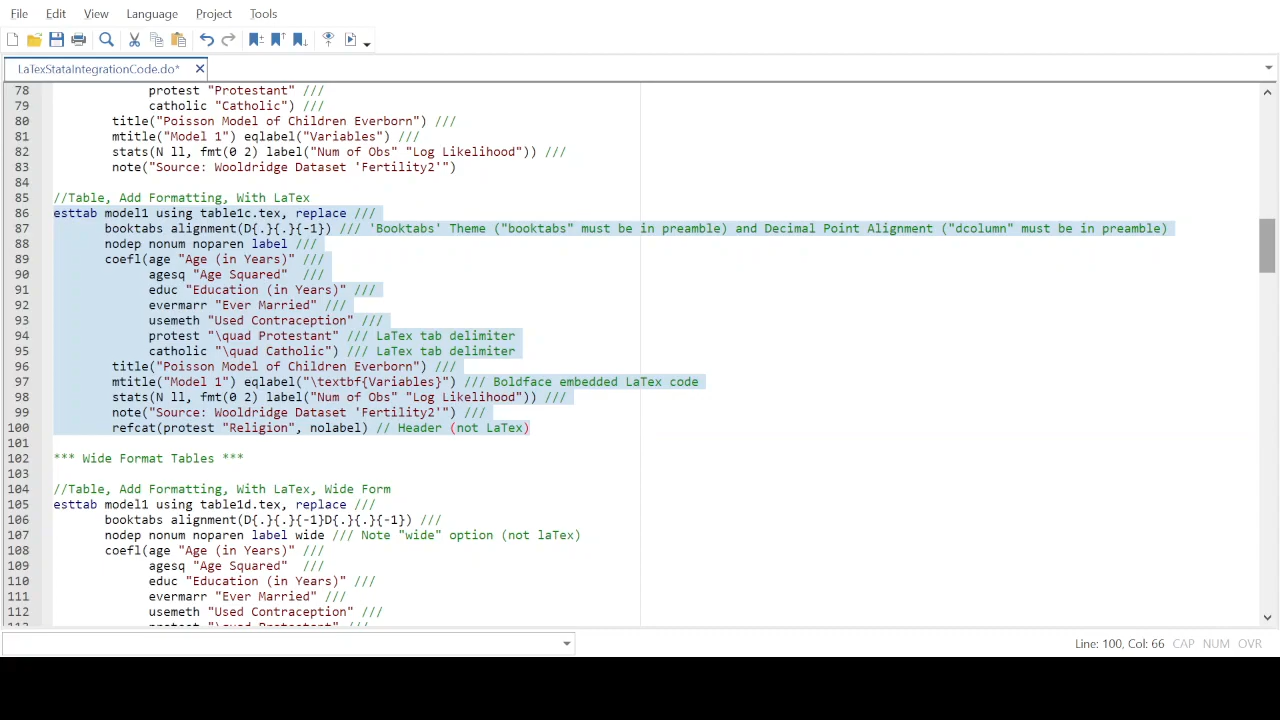 File Edit View Language Project Tools
LaTexStataIntegrationCode.do*
78 protest "Protestant" ///
79 catholic "Catholic") ///
80 title("Poisson Model of Children Everborn") ///
81 mtitle("Model 1") eqlabel("Variables") ///
82 stats(N ll, fmt(0 2) label("Num of Obs" "Log Likelihood")) ///
83 note("Source: Wooldridge Dataset 'Fertility2'")
84
85 //Table, Add Formatting, With LaTex
86 esttab model1 using table1c.tex, replace ///
87 booktabs alignment(D{.}{.}{-1}) /// 'Booktabs' Theme ("booktabs" must be in preamble) and Decimal Point Alignment ("dcolumn" must be in preamble)
88 nodep nonum noparen label ///
89 coefl(age "Age (in Years)" ///
90 agesq "Age Squared" ///
91 educ "Education (in Years)" ///
92 evermarr "Ever Married" ///
93 usemeth "Used Contraception" ///
94 protest "\quad Protestant" /// LaTex tab delimiter
95 catholic "\quad Catholic") /// LaTex tab delimiter
96 title("Poisson Model of Children Everborn") ///
97 mtitle("Model 1") eqlabel("\textbf{Variables}") /// Boldface embedded LaTex code
98 stats(N ll, fmt(0 2) label("Num of Obs" "Log Likelihood")) ///
99 note("Source: Wooldridge Dataset 'Fertility2'") ///
100 refcat(protest "Religion", nolabel) // Header (not LaTex)
101
102 *** Wide Format Tables ***
103
104 //Table, Add Formatting, With LaTex, Wide Form
105 esttab model1 using table1d.tex, replace ///
106 booktabs alignment(D{.}{.}{-1}D{.}{.}{-1}) ///
107 nodep nonum noparen label wide /// Note "wide" option (not laTex)
108 coefl(age "Age (in Years)" ///
109 agesq "Age Squared" ///
110 educ "Education (in Years)" ///
111 evermarr "Ever Married" ///
112 usemeth "Used Contraception" ///
113 protest "\quad Protestant" ///
Line: 100, Col: 66 CAP NUM OVR